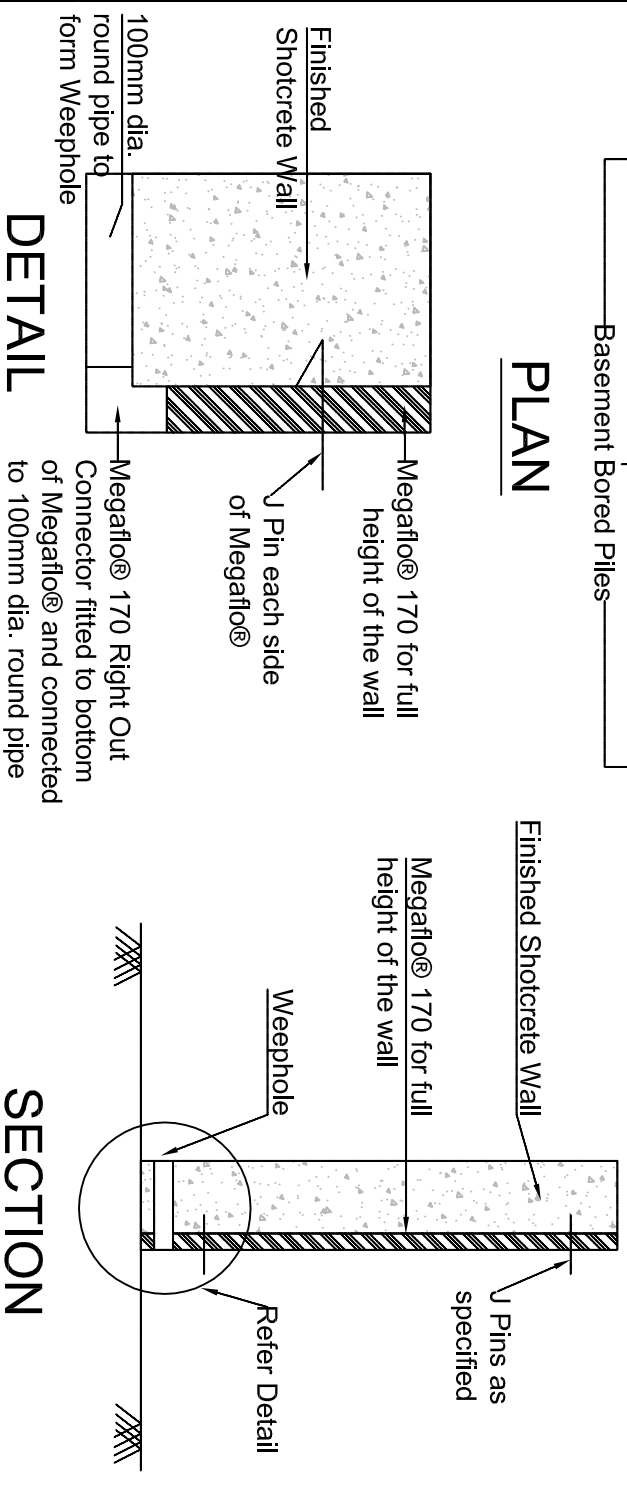 Basement Bored Piles
PLAN
Finished
Shotcrete Wall
100mm dia.
round pipe to
form Weephole
Megaflo® 170 for full
height of the wall
J Pin each side
of Megaflo®
Megaflo® 170 Right Out
Connector fitted to bottom
of Megaflo® and connected
to 100mm dia. round pipe
DETAIL
Finished Shotcrete Wall
Megaflo® 170 for full
height of the wall
Weephole
J Pins as
specified
Refer Detail
SECTION